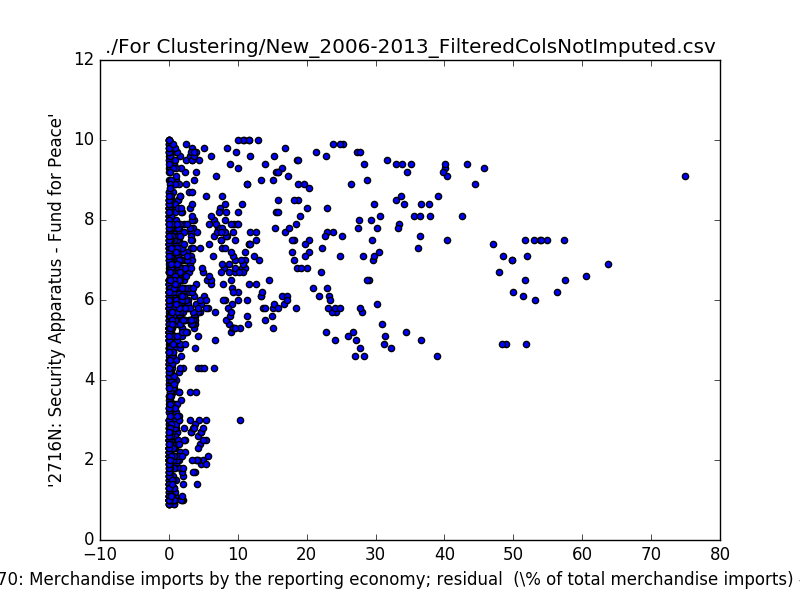 ./For Clustering/New_2006-2013_FilteredColsNotImputed.csv
12
10
8
6
4
2
0
'2716N: Security Apparatus - Fund for Peace'
−10 0 10 20 30 40 50 60 70 80
70: Merchandise imports by the reporting economy; residual (\% of total merchandise imports)